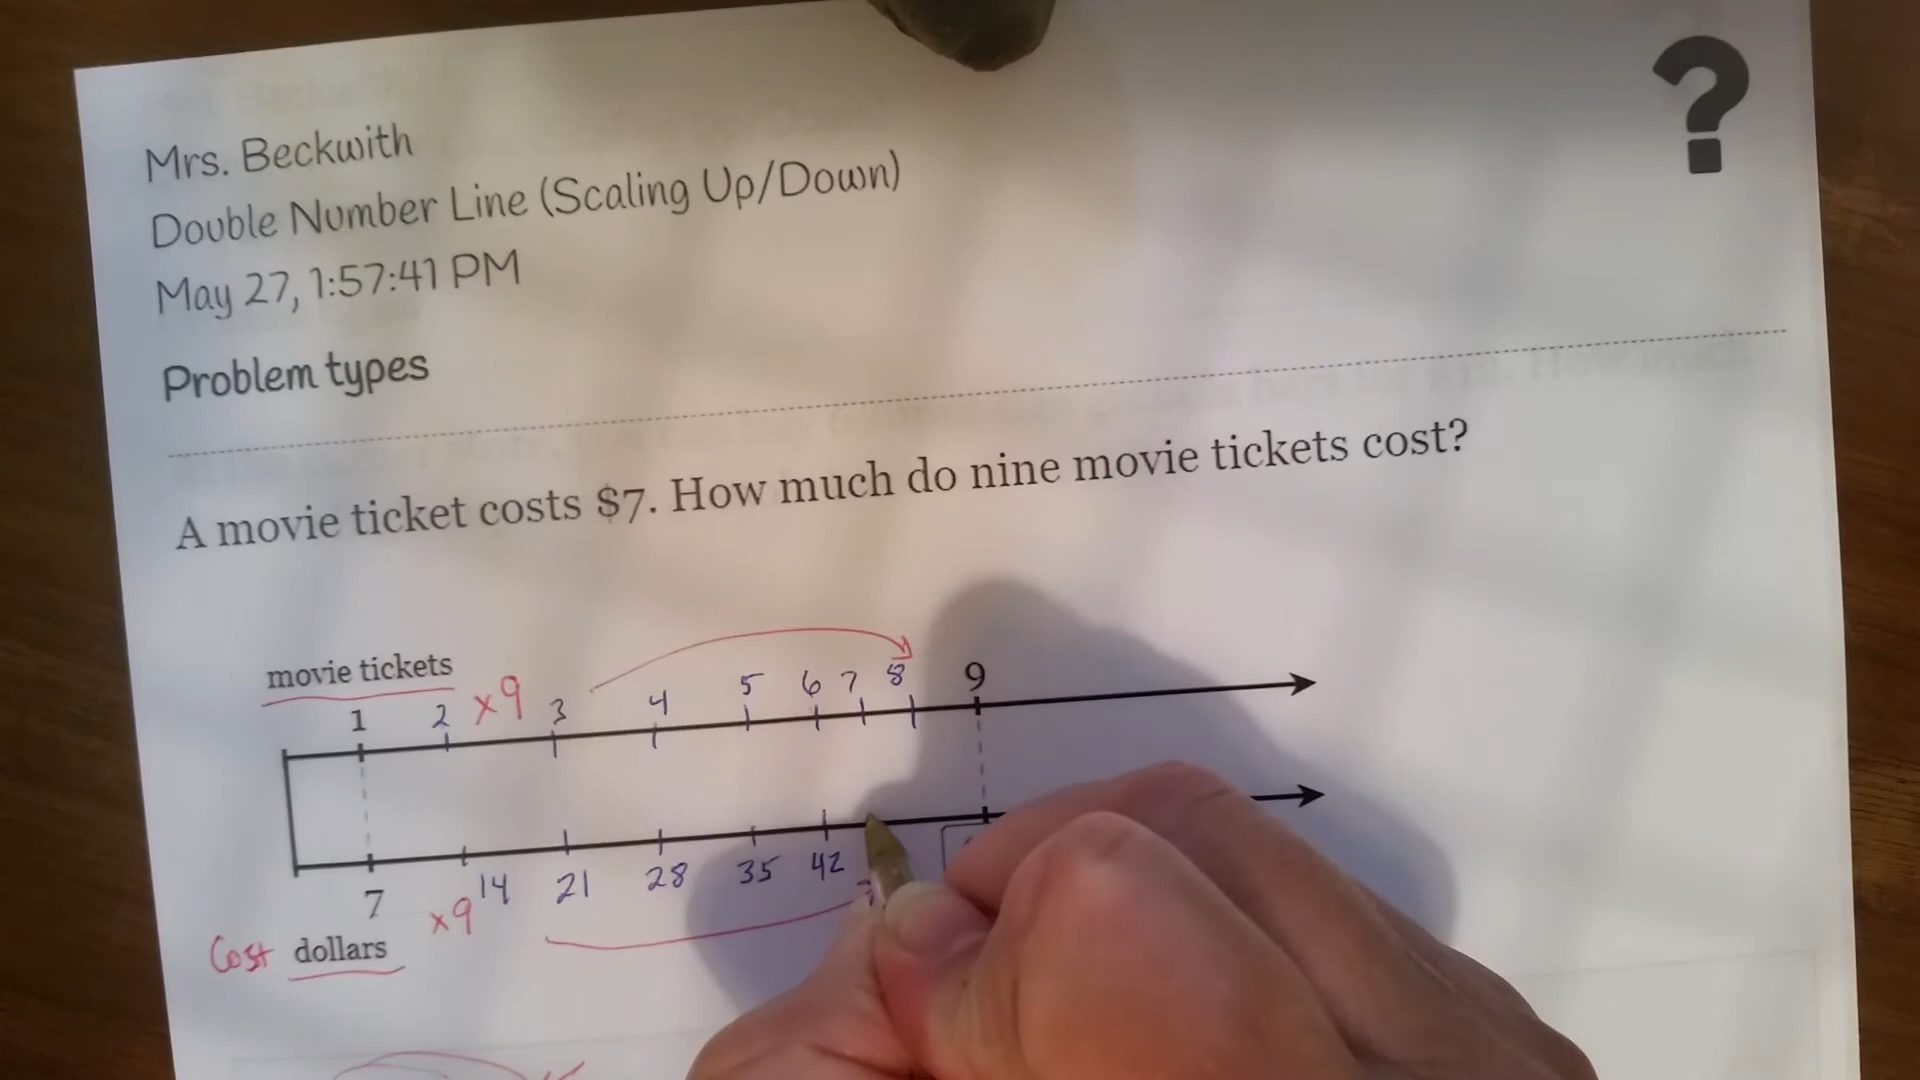 ?
Mrs. Beckwith
Double Number Line (Scaling Up/Down)
May 27, 1:57:41 PM
Problem types
A movie ticket costs $7. How much do nine movie tickets cost?
movie tickets
1 2 x9 3 4 5 6 7 8 9
7 x9 14 21 28 35 42
Cost dollars